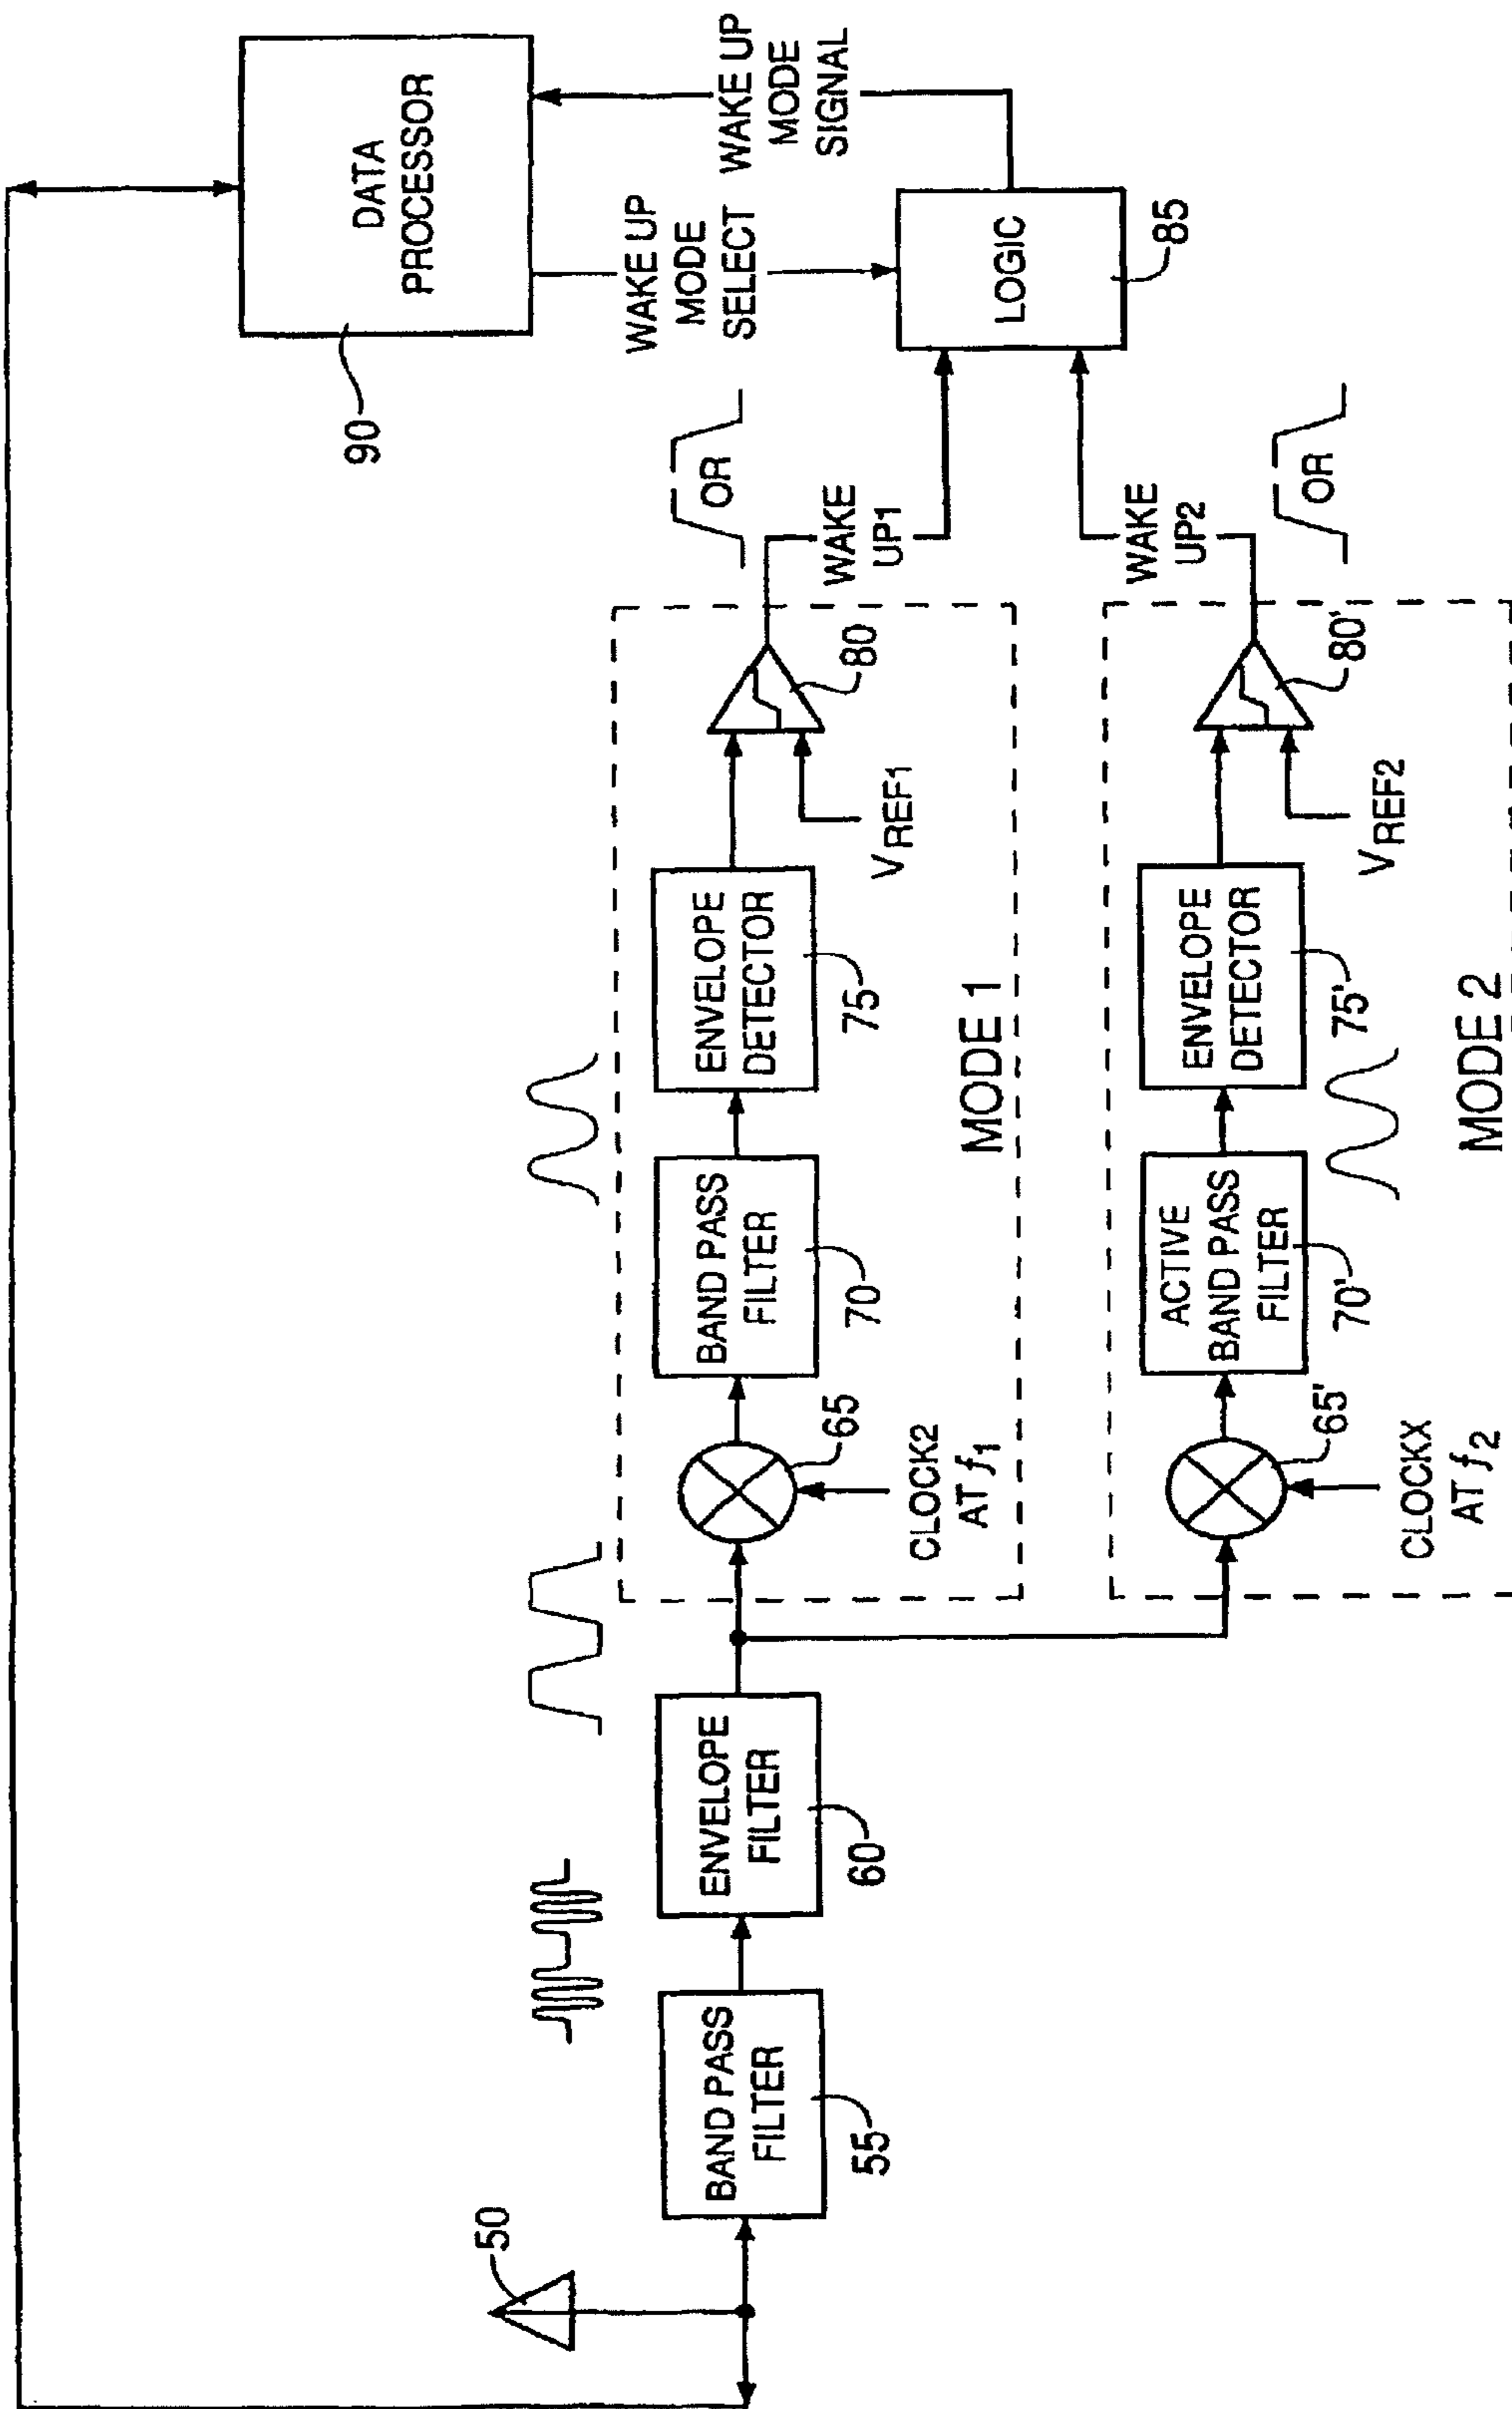 50
BAND PASS
FILTER
55
ENVELOPE
FILTER
60
65
CLOCK2
AT f1
BAND PASS
FILTER
70
ENVELOPE
DETECTOR
75
VREF1
80
MODE 1
WAKE
UP1
OR
65'
CLOCKX
AT f2
ACTIVE
BAND PASS
FILTER
70'
ENVELOPE
DETECTOR
75'
VREF2
80'
MODE 2
WAKE
UP2
OR
LOGIC
85
WAKE UP
MODE
SELECT
WAKE UP
MODE
SIGNAL
DATA
PROCESSOR
90